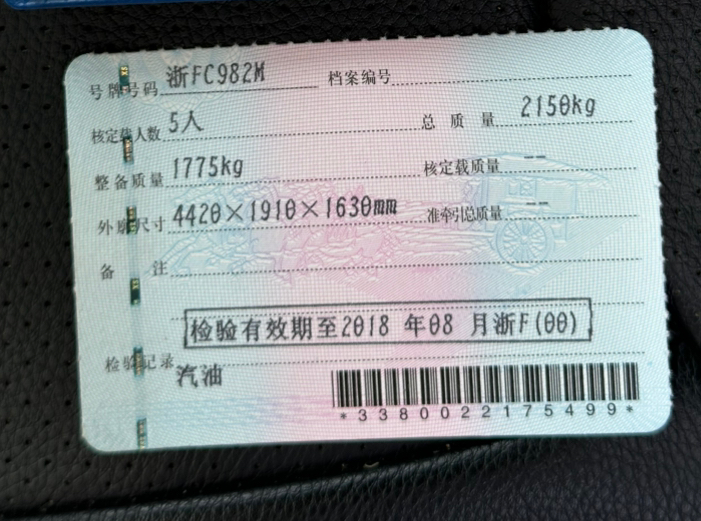 号牌号码 浙FC982M 档案编号
核定载人数 5人 总质量 2150kg
整备质量 1775kg 核定载质量 --
外廓尺寸 4420×1910×1630mm 准牵引总质量 --
备注
检验有效期至2018 年08 月浙F(00)
检验记录
汽油
*3380022175499*